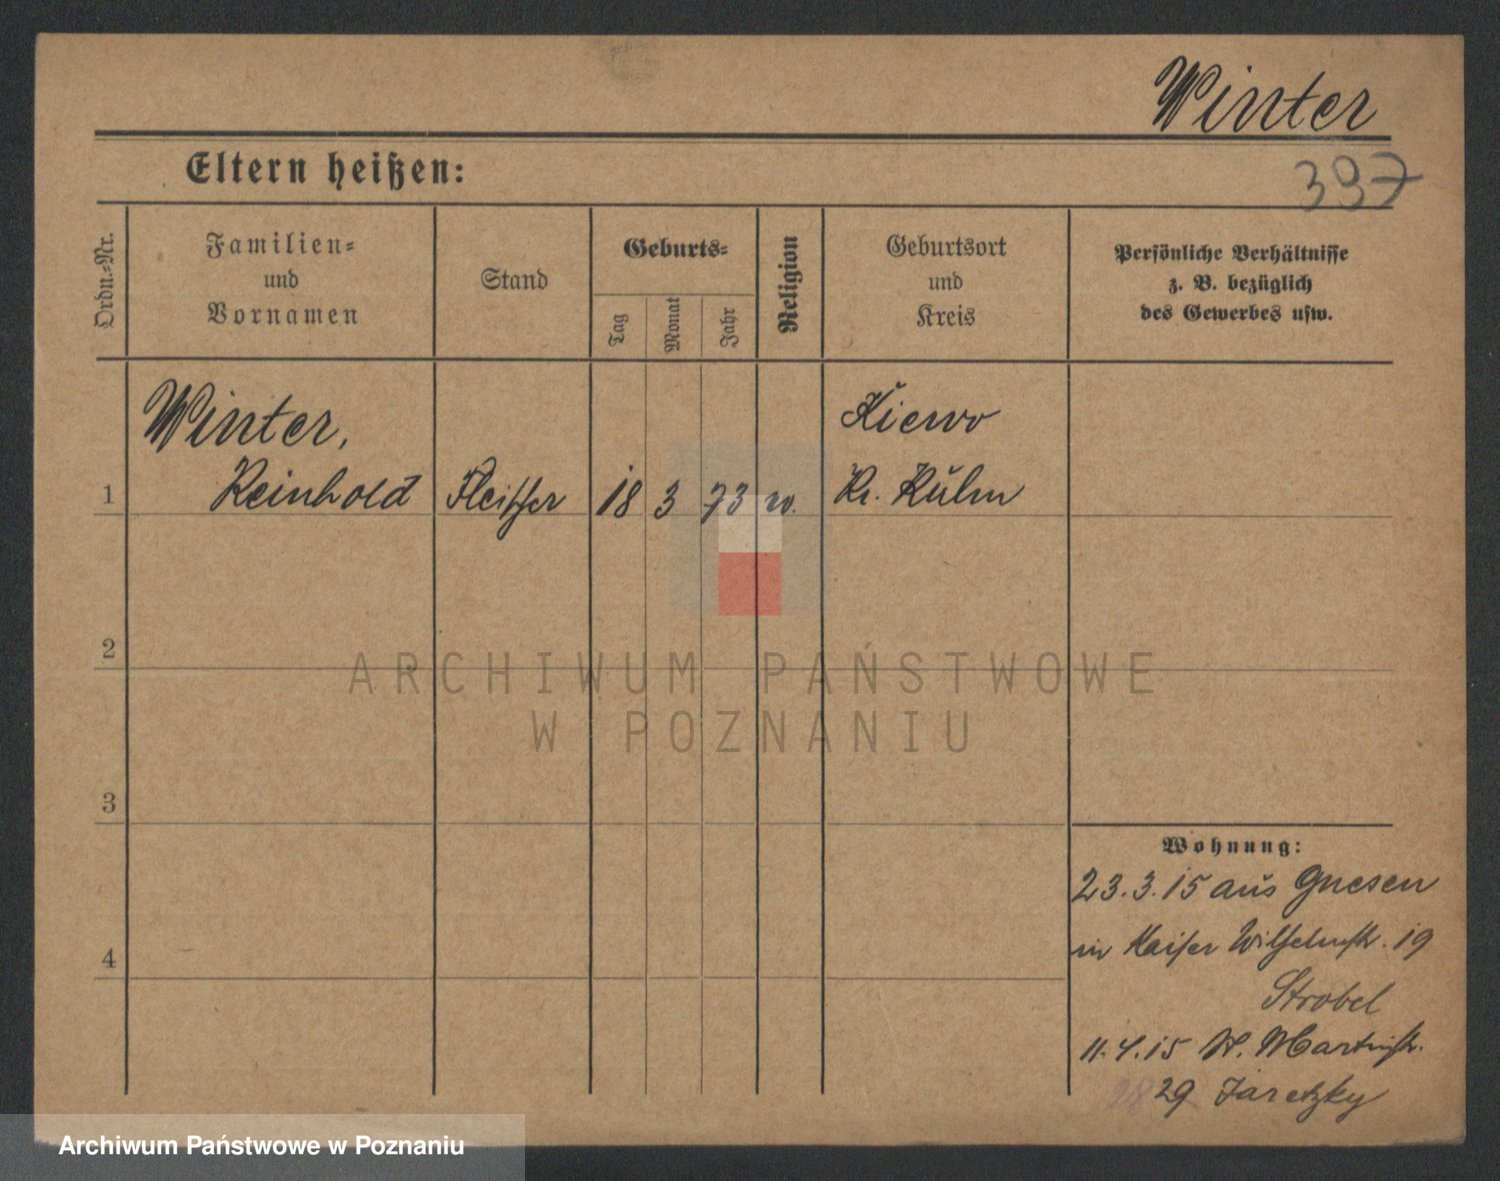 Winter
Eltern heißen:
397
Ordn.=Nr.
Familien=
und
Vornamen
Stand
Geburts=
Tag
Monat
Jahr
Religion
Geburtsort
und
Kreis
Persönliche Verhältnisse
z. B. bezüglich
des Gewerbes usw.
Winter,
Kiewo
1 Reinhold Fleischer 18 3 73 Kr. Kulm
2
ARCHIWUM PAŃSTWOWE
W POZNANIU
3
Wohnung:
23.3.15 aus Gnesen
in Kaiser Wilhelmstr. 19
4
Strobel
11.4.15 Martinstr.
29 Jaretzky
Archiwum Państwowe w Poznaniu